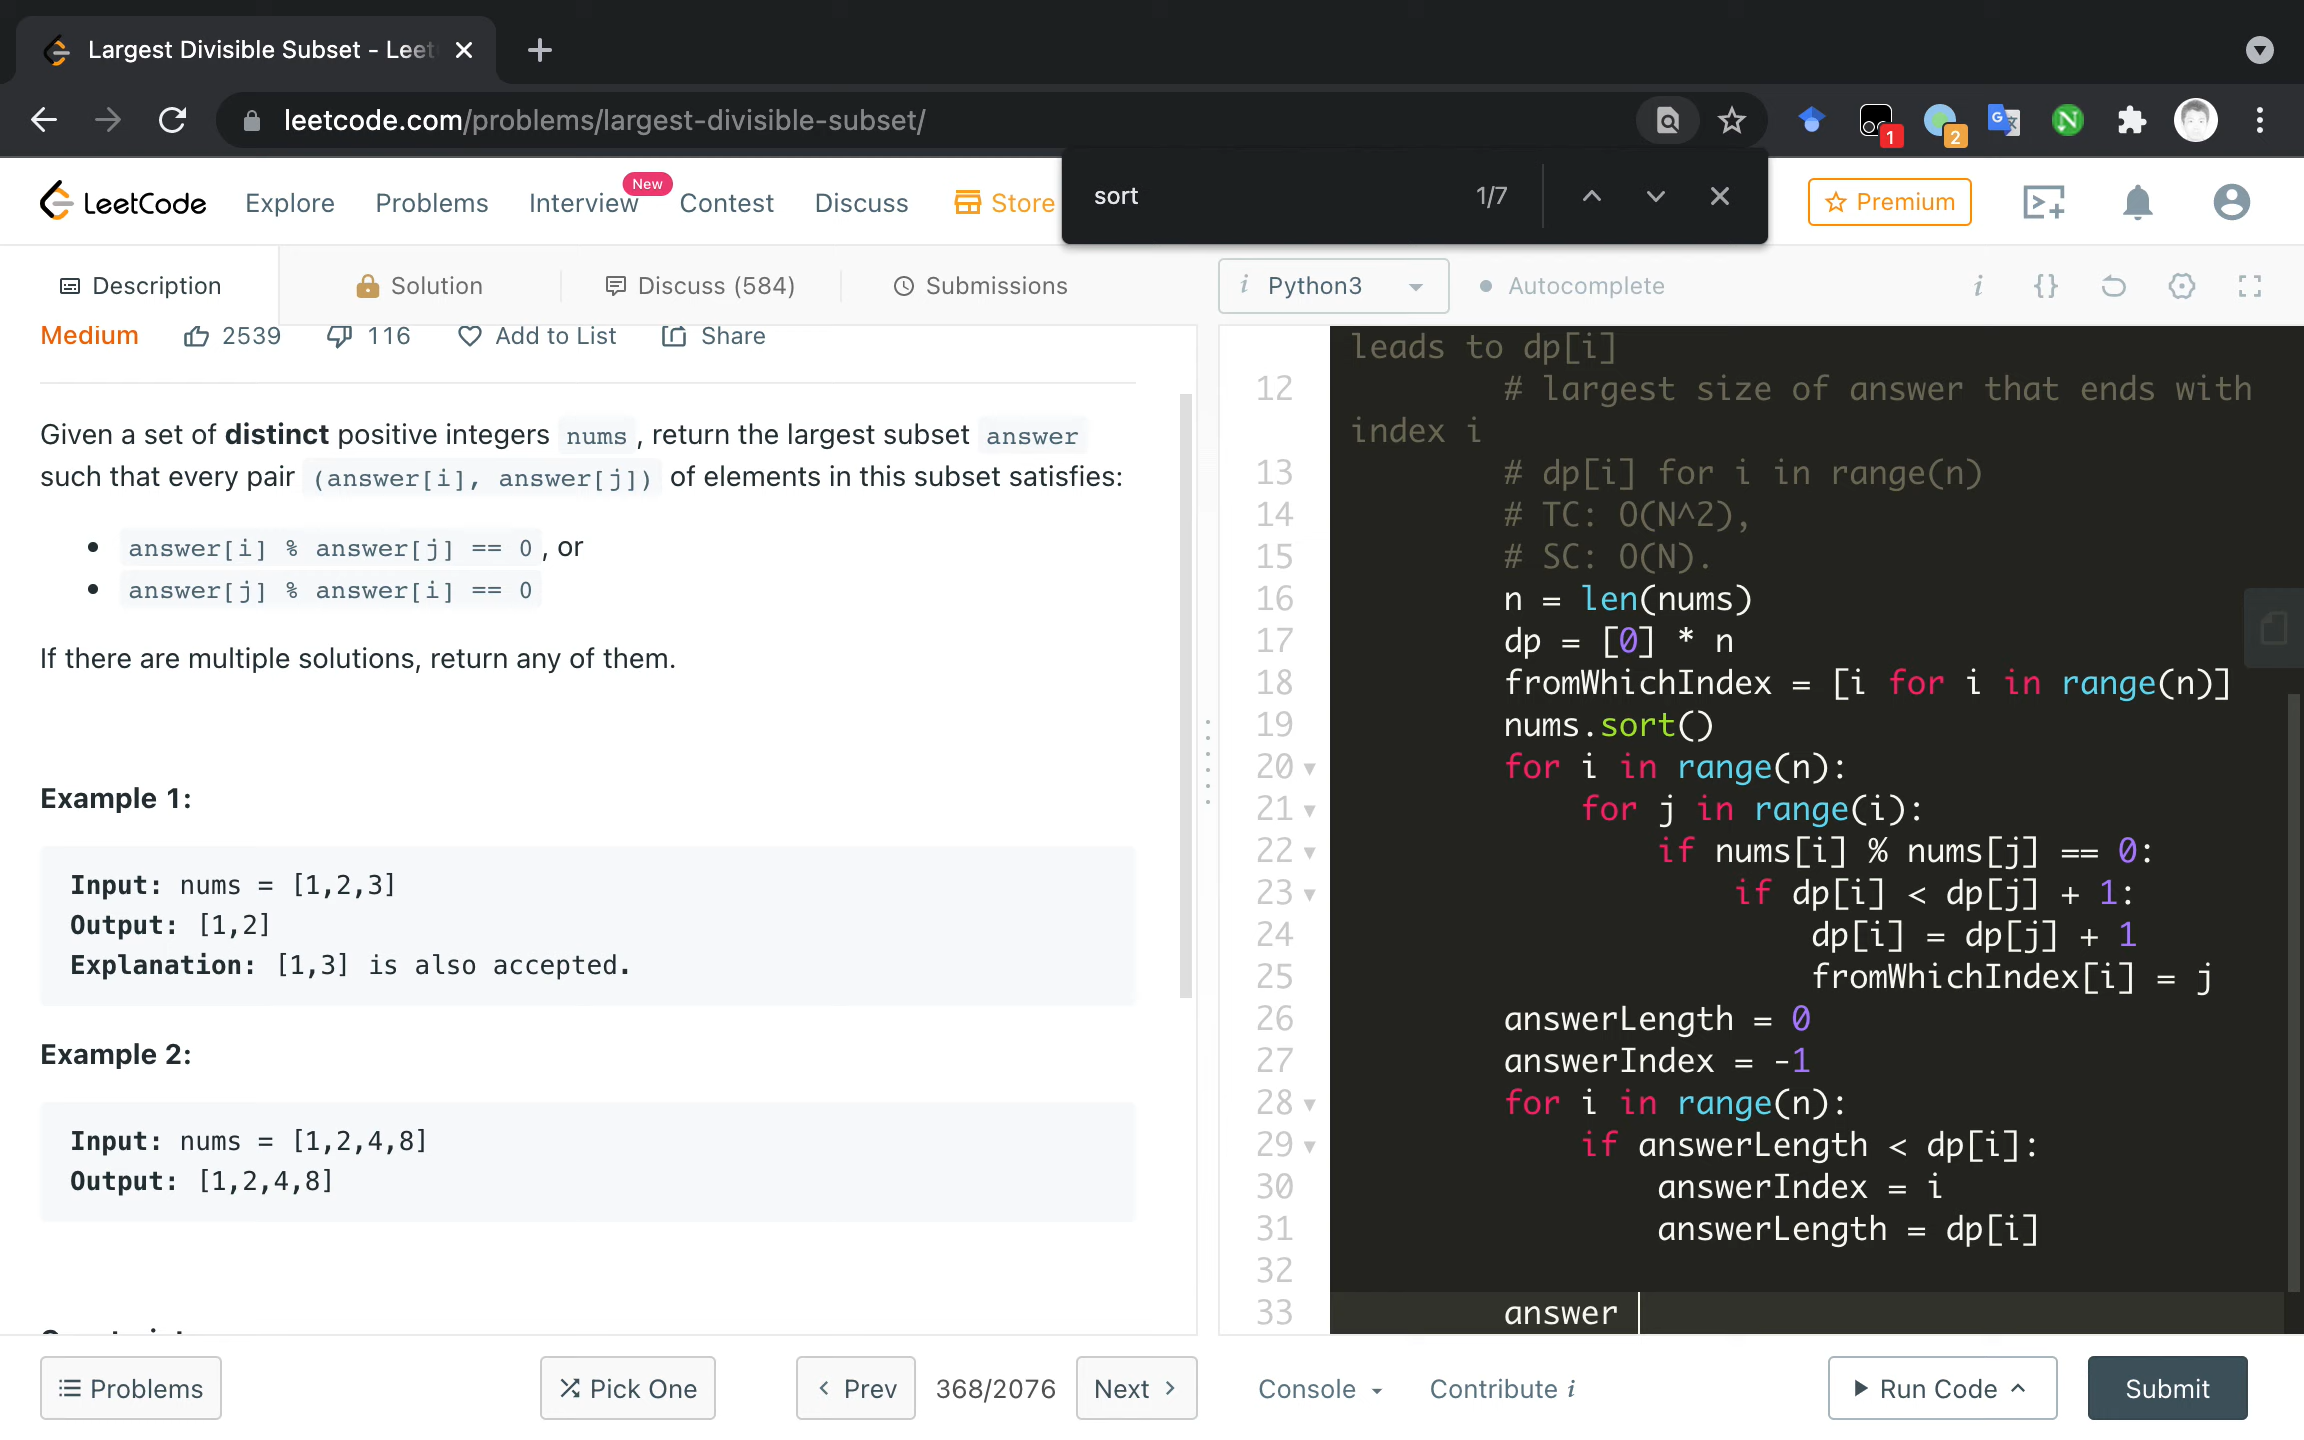 Largest Divisible Subset - Leet
leetcode.com/problems/largest-divisible-subset/
1
2
LeetCode
Explore
Problems
Interview
New
Contest
Discuss
Store
sort
1/7
Premium
Description
Solution
Discuss (584)
Submissions
Python3
Autocomplete
Medium
2539
116
Add to List
Share
Given a set of distinct positive integers nums, return the largest subset answer
such that every pair (answer[i], answer[j]) of elements in this subset satisfies:
• answer[i] % answer[j] == 0, or
• answer[j] % answer[i] == 0
If there are multiple solutions, return any of them.
Example 1:
Input: nums = [1,2,3]
Output: [1,2]
Explanation: [1,3] is also accepted.
Example 2:
Input: nums = [1,2,4,8]
Output: [1,2,4,8]
leads to dp[i]
12 # largest size of answer that ends with
index i
13 # dp[i] for i in range(n)
14 # TC: O(N^2),
15 # SC: O(N).
16 n = len(nums)
17 dp = [0] * n
18 fromWhichIndex = [i for i in range(n)]
19 nums.sort()
20 for i in range(n):
21 for j in range(i):
22 if nums[i] % nums[j] == 0:
23 if dp[i] < dp[j] + 1:
24 dp[i] = dp[j] + 1
25 fromWhichIndex[i] = j
26 answerLength = 0
27 answerIndex = -1
28 for i in range(n):
29 if answerLength < dp[i]:
30 answerIndex = i
31 answerLength = dp[i]
32
33 answer
Problems
Pick One
Prev
368/2076
Next
Console
Contribute i
Run Code
Submit